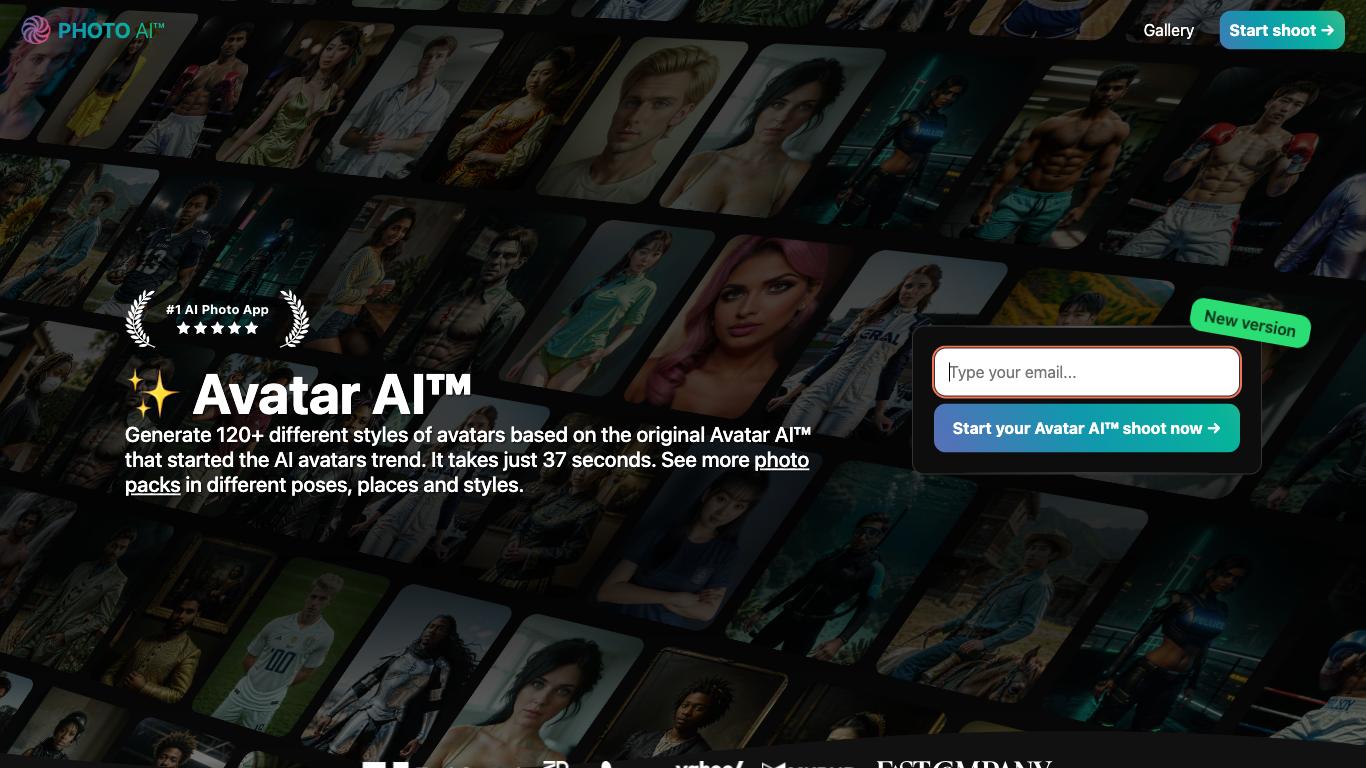 PHOTO AI™
Gallery
Start shoot →
#1 AI Photo App
New version
Type your email...
✨ Avatar AI™
Generate 120+ different styles of avatars based on the original Avatar AI™
that started the AI avatars trend. It takes just 37 seconds. See more photo
packs in different poses, places and styles.
Start your Avatar AI™ shoot now →